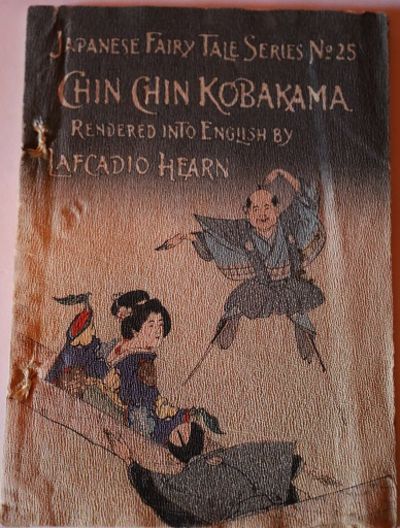 JAPANESE FAIRY TALE SERIES No 25
CHIN CHIN KOBAKAMA
RENDERED INTO ENGLISH BY
LAFCADIO HEARN